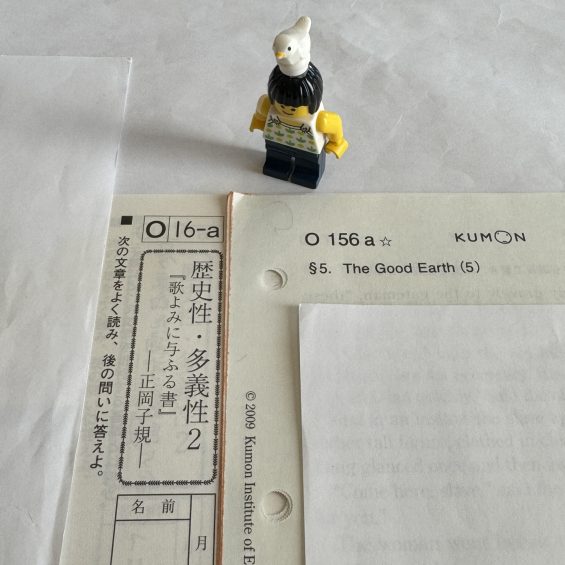 O 16-a
歴史性・多義性2
『歌よみに与ふる書』
―正岡子規―
■ 次の文章をよく読み、後の問いに答えよ。
名前
月
O 156a☆
KUMON
§5. The Good Earth (5)
© 2009 Kumon Institute of E